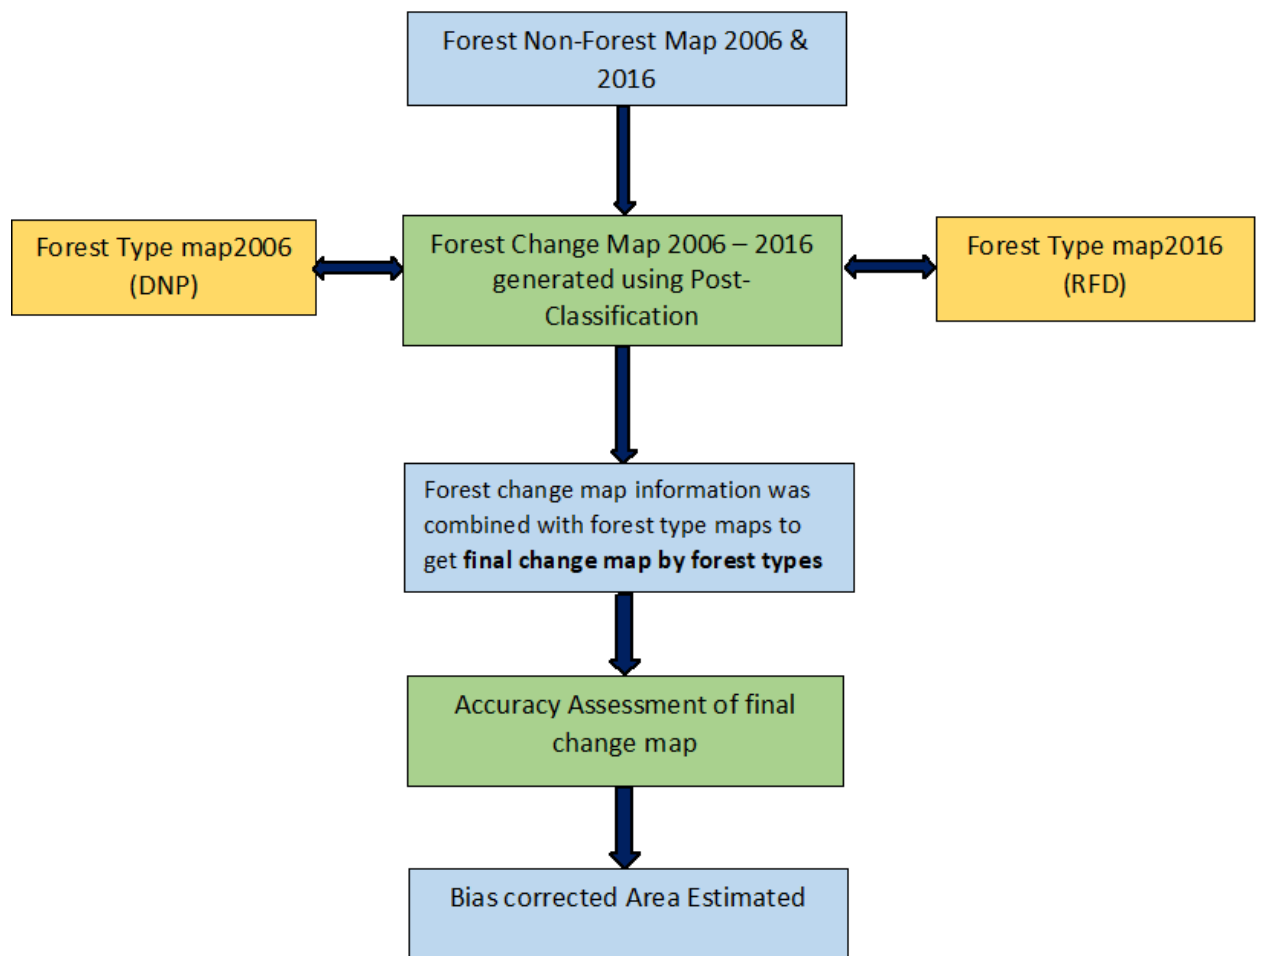 Forest Non-Forest Map 2006 &
2016
Forest Type map2006
(DNP)
Forest Change Map 2006 – 2016
generated using Post-
Classification
Forest Type map2016
(RFD)
Forest change map information was
combined with forest type maps to
get final change map by forest types
Accuracy Assessment of final
change map
Bias corrected Area Estimated